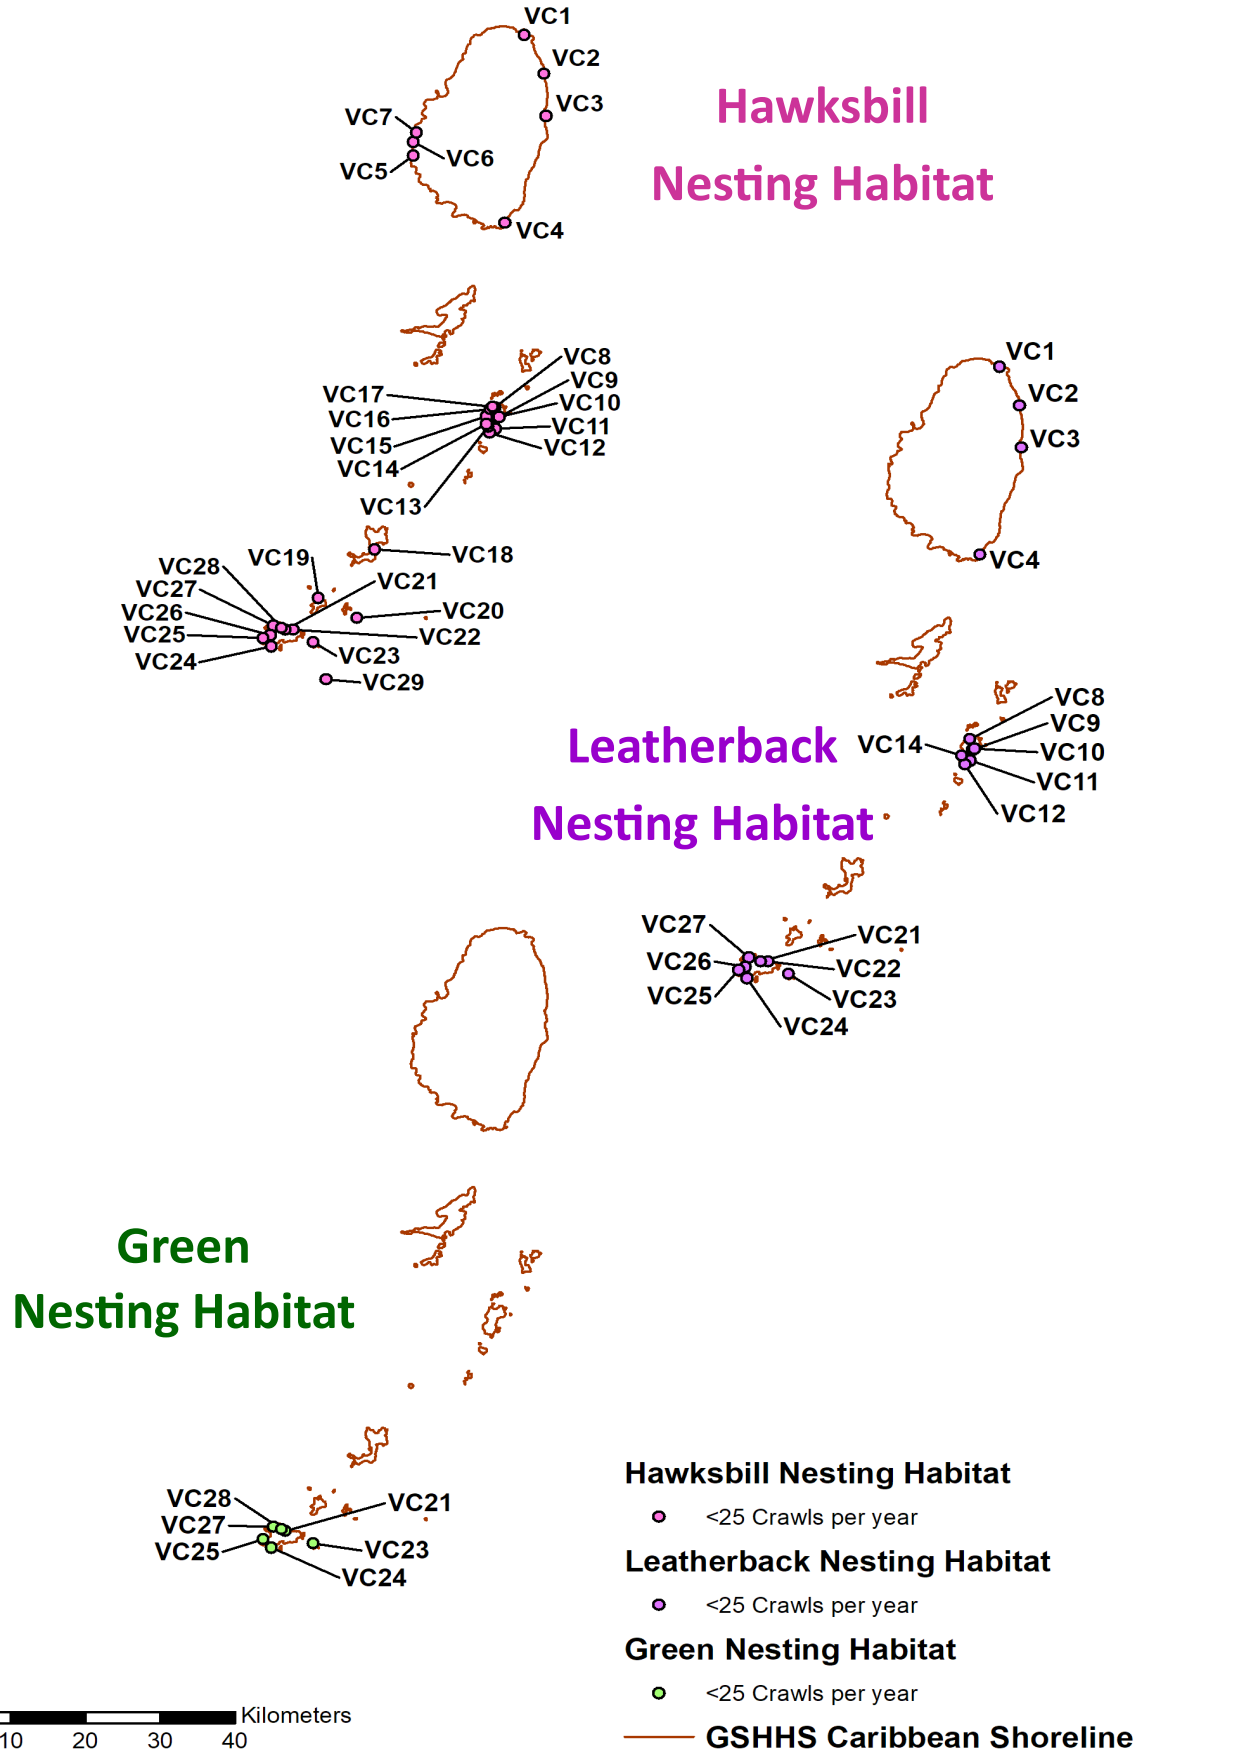 VC1
VC2
VC3
VC7
VC6
VC5
VC4
Hawksbill
Nesting Habitat
VC8
VC9
VC10
VC11
VC12
VC17
VC16
VC15
VC14
VC13
VC18
VC19
VC28
VC27
VC26
VC25
VC24
VC21
VC20
VC22
VC23
VC29
VC1
VC2
VC3
VC4
Leatherback
Nesting Habitat
VC14
VC8
VC9
VC10
VC11
VC12
VC27
VC26
VC25
VC21
VC22
VC23
VC24
Green
Nesting Habitat
VC28
VC27
VC25
VC21
VC23
VC24
Hawksbill Nesting Habitat
<25 Crawls per year
Leatherback Nesting Habitat
<25 Crawls per year
Green Nesting Habitat
<25 Crawls per year
GSHHS Caribbean Shoreline
Kilometers
10 20 30 40